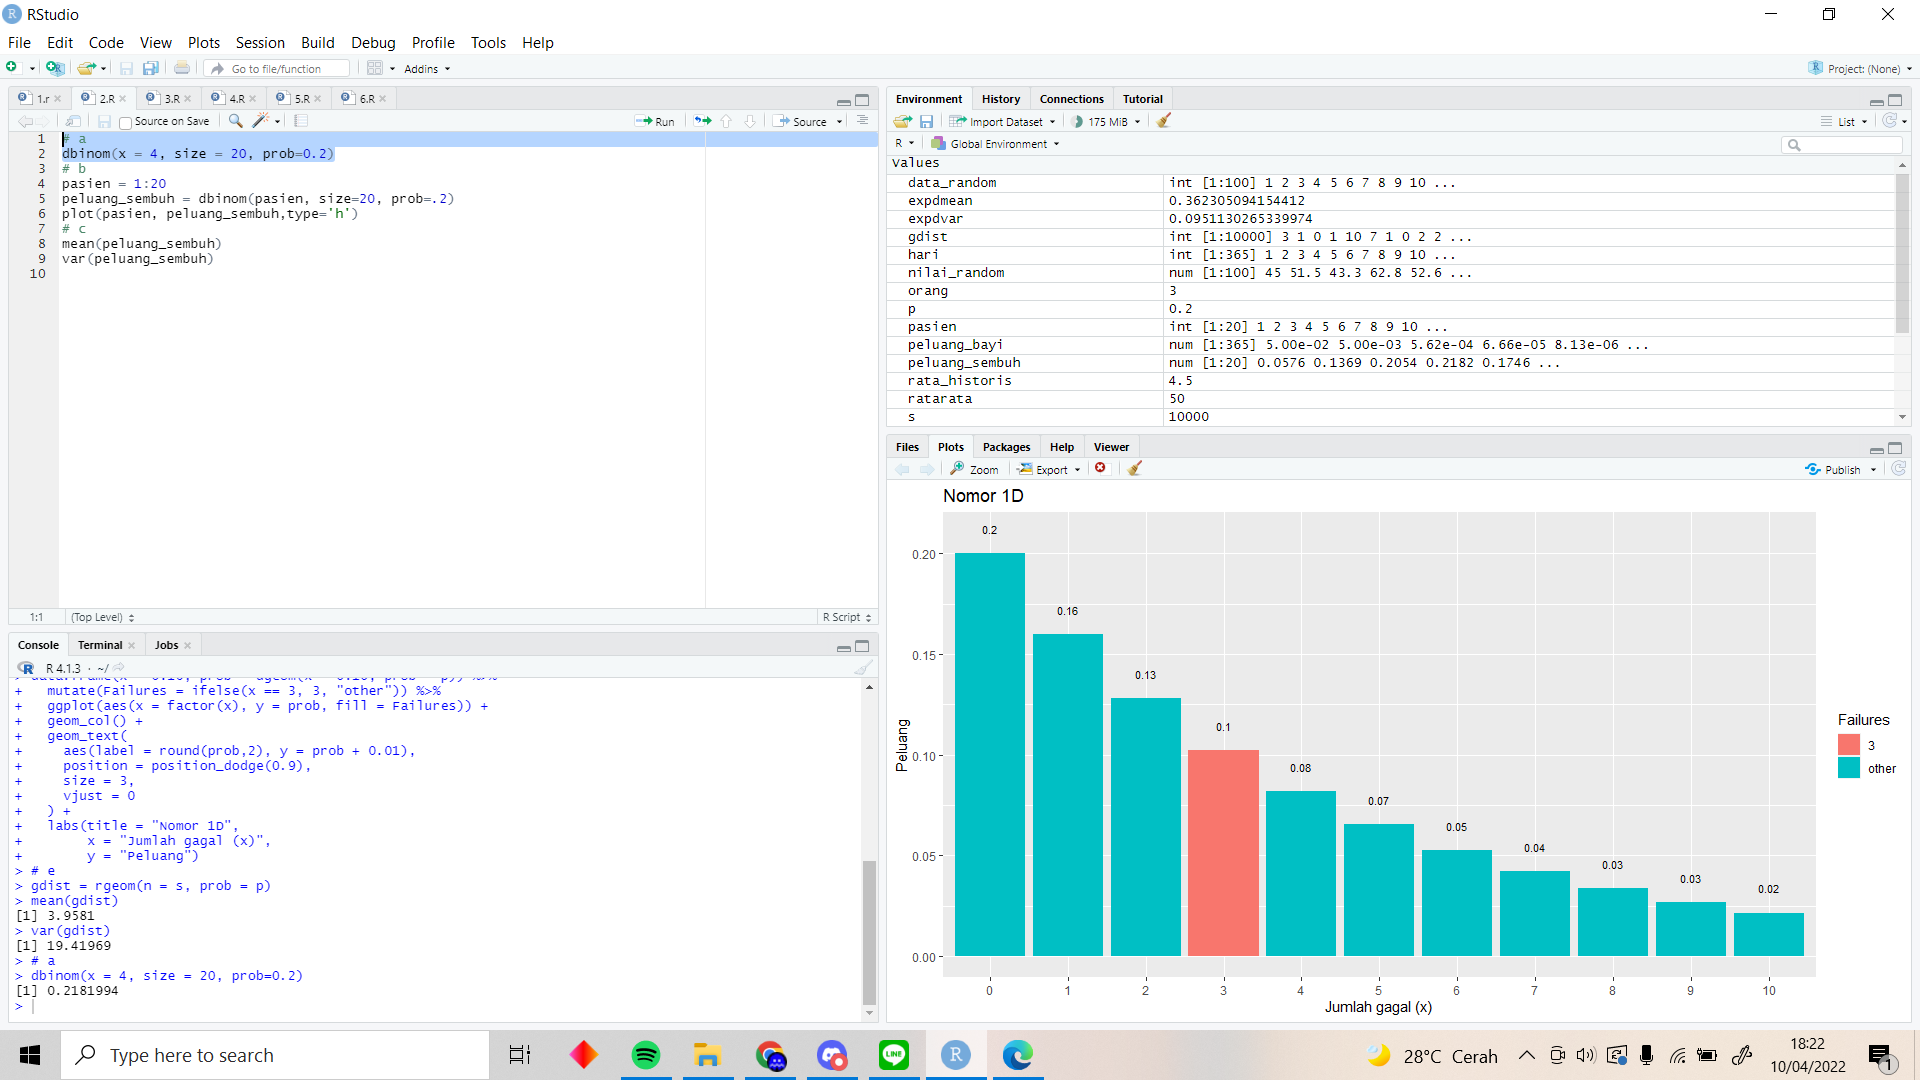 RStudio
File Edit Code View Plots Session Build Debug Profile Tools Help
Go to file/function Addins Project: (None)
1.r 2.R 3.R 4.R 5.R 6.R
Source on Save Run Source
1 # a
2 dbinom(x = 4, size = 20, prob=0.2)
3 # b
4 pasien = 1:20
5 peluang_sembuh = dbinom(pasien, size=20, prob=.2)
6 plot(pasien, peluang_sembuh,type='h')
7 # c
8 mean(peluang_sembuh)
9 var(peluang_sembuh)
10
1:1 (Top Level) R Script
Console Terminal Jobs
R 4.1.3 · ~/
+ mutate(Failures = ifelse(x == 3, 3, "other")) %>%
+ ggplot(aes(x = factor(x), y = prob, fill = Failures)) +
+ geom_col() +
+ geom_text(
+ aes(label = round(prob,2), y = prob + 0.01),
+ position = position_dodge(0.9),
+ size = 3,
+ vjust = 0
+ ) +
+ labs(title = "Nomor 1D",
+ x = "Jumlah gagal (x)",
+ y = "Peluang")
> # e
> gdist = rgeom(n = s, prob = p)
> mean(gdist)
[1] 3.9581
> var(gdist)
[1] 19.41969
> # a
> dbinom(x = 4, size = 20, prob=0.2)
[1] 0.2181994
>
Environment History Connections Tutorial
Import Dataset 175 MiB List
R Global Environment
Values
data_random int [1:100] 1 2 3 4 5 6 7 8 9 10 ...
expdmean 0.362305094154412
expdvar 0.0951130265339974
gdist int [1:10000] 3 1 0 1 10 7 1 0 2 2 ...
hari int [1:365] 1 2 3 4 5 6 7 8 9 10 ...
nilai_random num [1:100] 45 51.5 43.3 62.8 52.6 ...
orang 3
p 0.2
pasien int [1:20] 1 2 3 4 5 6 7 8 9 10 ...
peluang_bayi num [1:365] 5.00e-02 5.00e-03 5.62e-04 6.66e-05 8.13e-06 ...
peluang_sembuh num [1:20] 0.0576 0.1369 0.2054 0.2182 0.1746 ...
rata_historis 4.5
ratarata 50
s 10000
Files Plots Packages Help Viewer
Zoom Export Publish
Nomor 1D
0.2
0.16
0.13
0.1
0.08
0.07
0.05
0.04
0.03
0.03
0.02
0.20
0.15
0.10
0.05
0.00
Peluang
0 1 2 3 4 5 6 7 8 9 10
Jumlah gagal (x)
Failures
3
other
Type here to search
LINE
R
28°C Cerah
18:22
10/04/2022
1